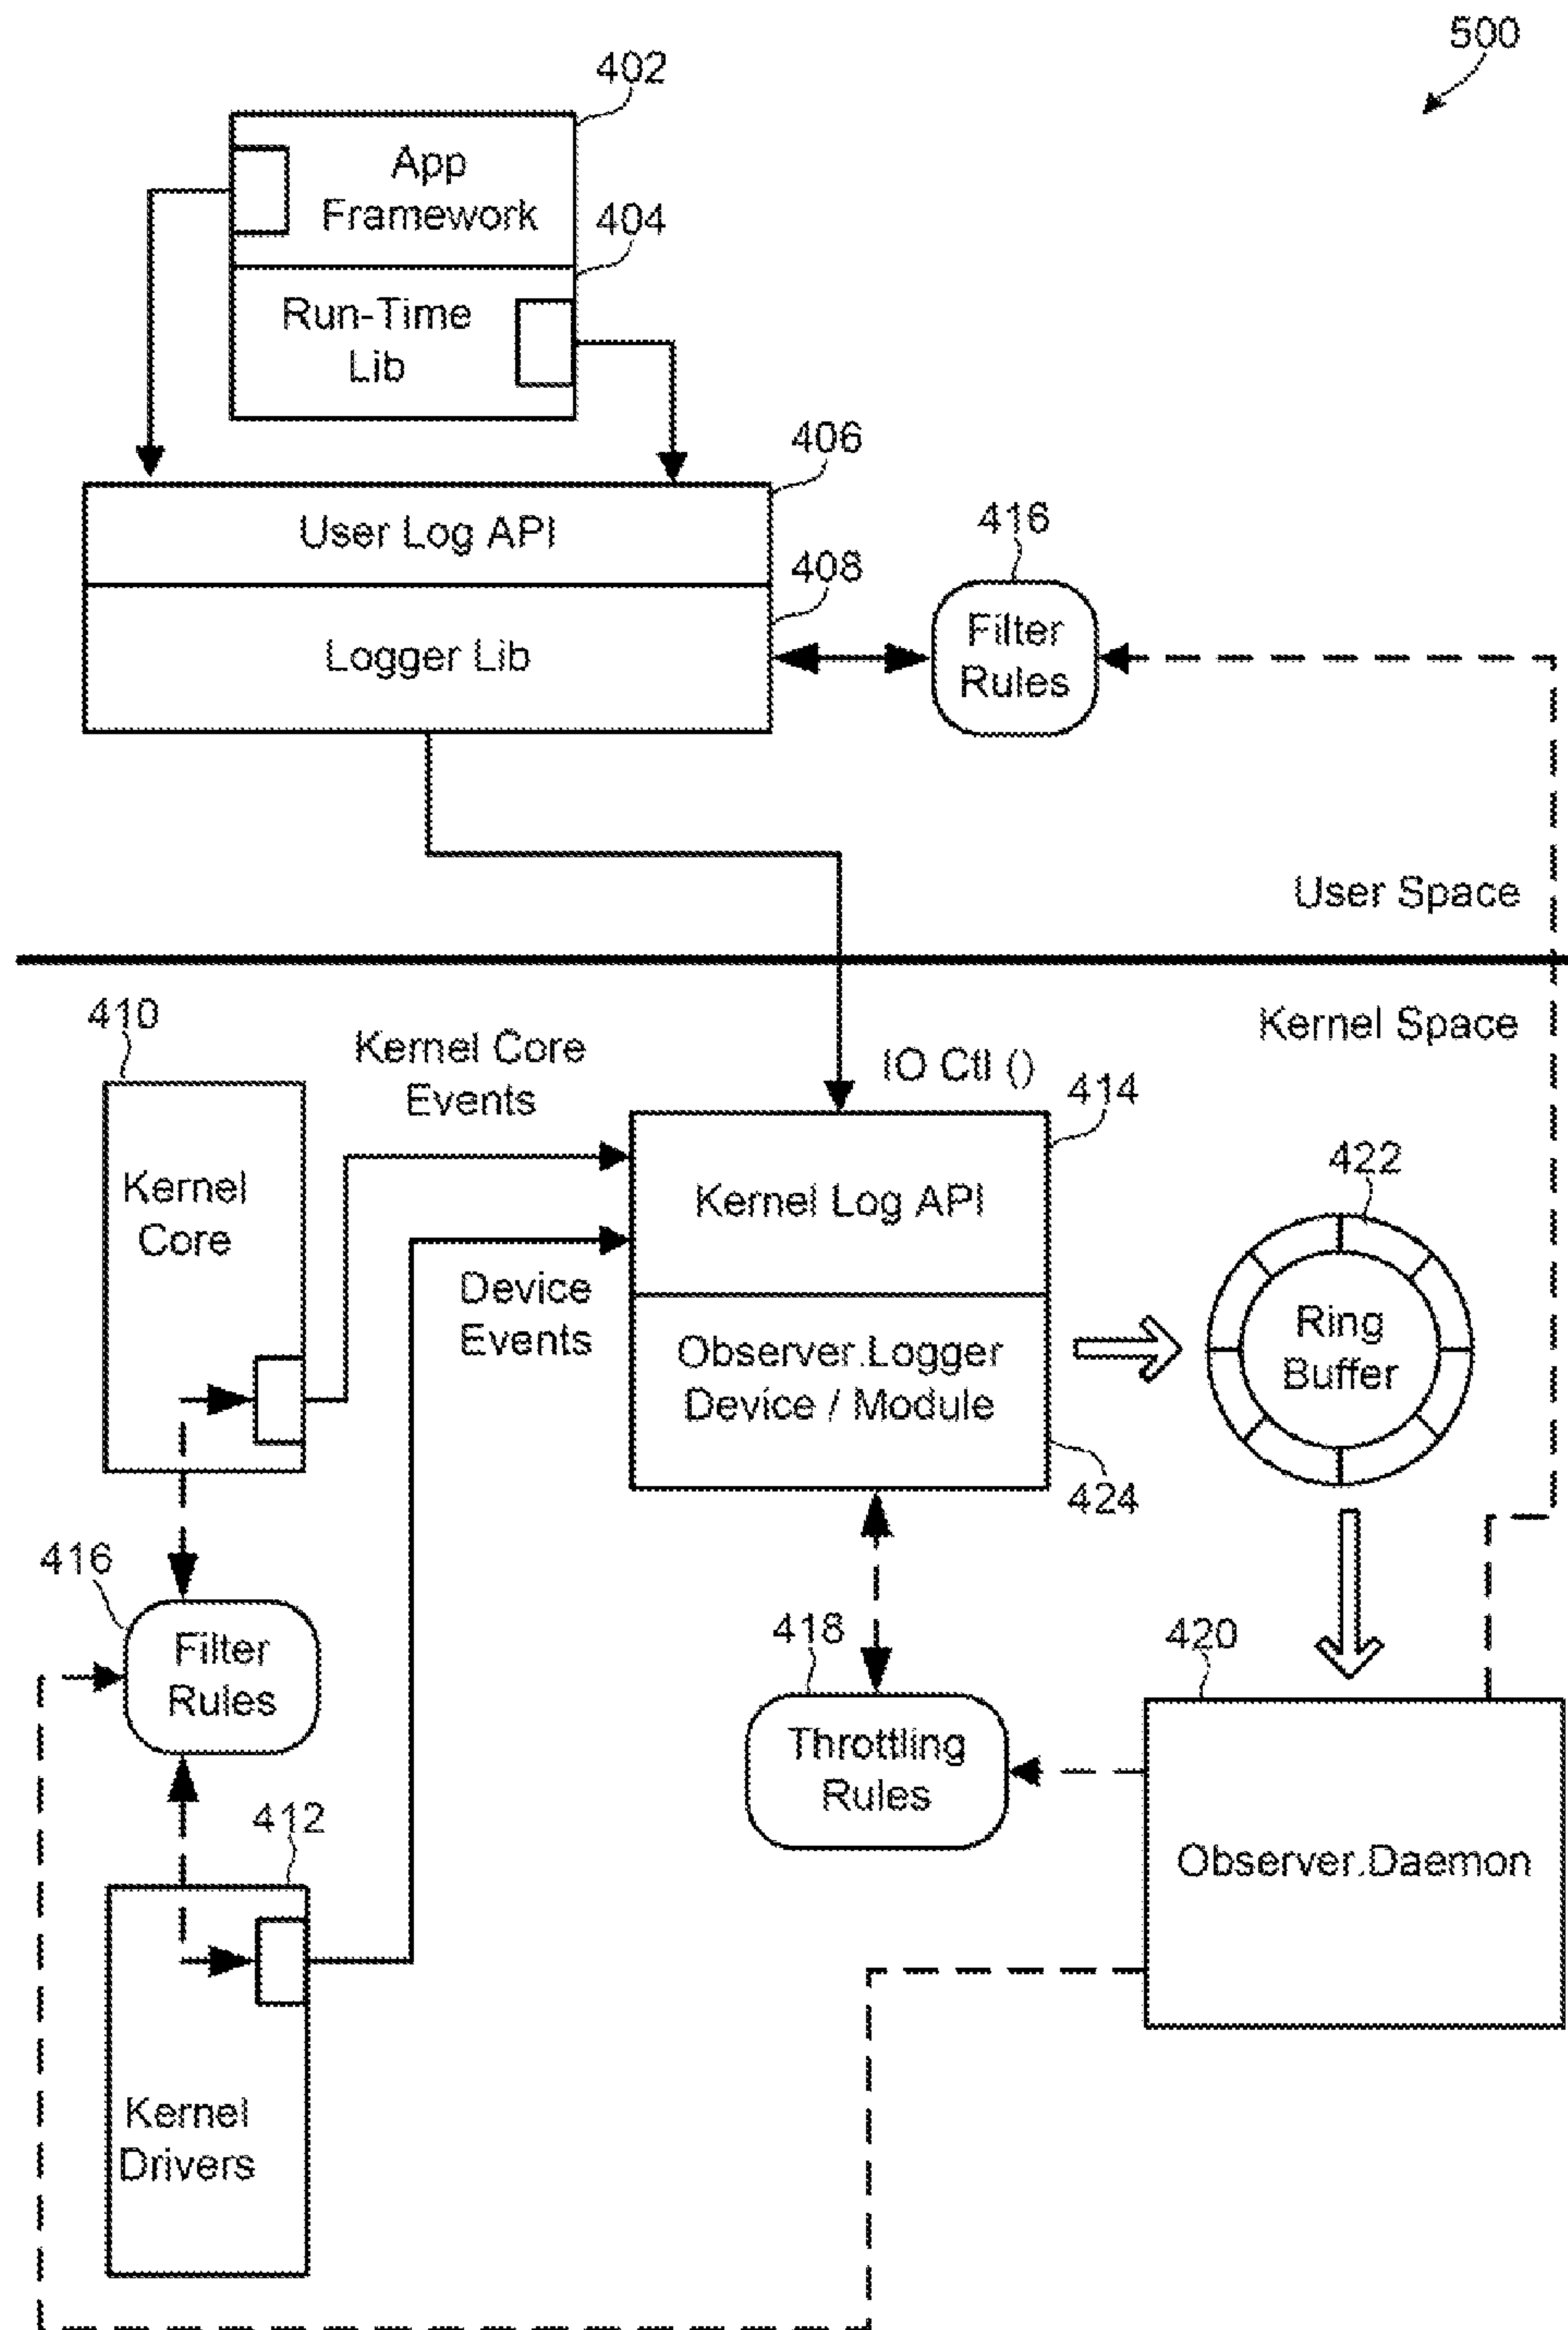 500
402
App
Framework
404
Run-Time
Lib
406
User Log API
416
408
Filter
Rules
Logger Lib
User Space
410
Kernel Space
Kernel Core
Events
IO Ctl ()
414
Kernel
Core
Kernel Log API
422
Device
Events
Ring
Buffer
Observer.Logger
Device / Module
424
416
Filter
Rules
418
420
Throttling
Rules
412
Observer.Daemon
Kernel
Drivers